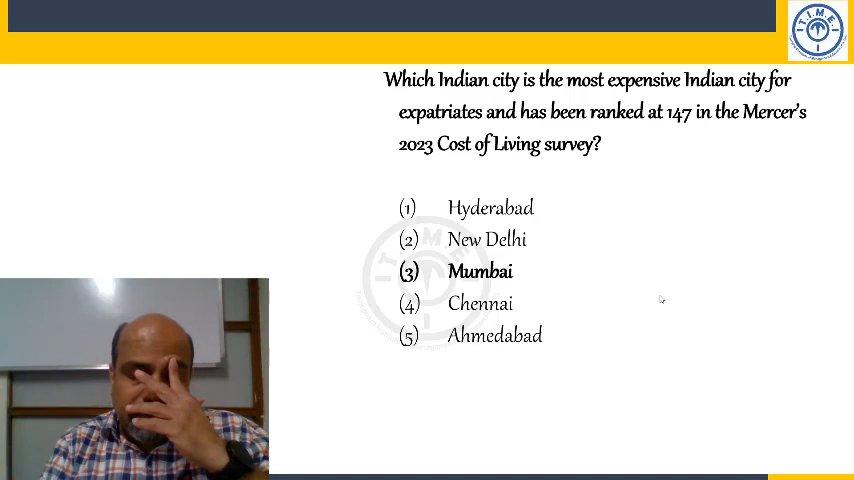 T.I.M.E.
Which Indian city is the most expensive Indian city for
expatriates and has been ranked at 147 in the Mercer's
2023 Cost of Living survey?
(1) Hyderabad
(2) New Delhi
(3) Mumbai
(4) Chennai
(5) Ahmedabad
T.I.M.E.